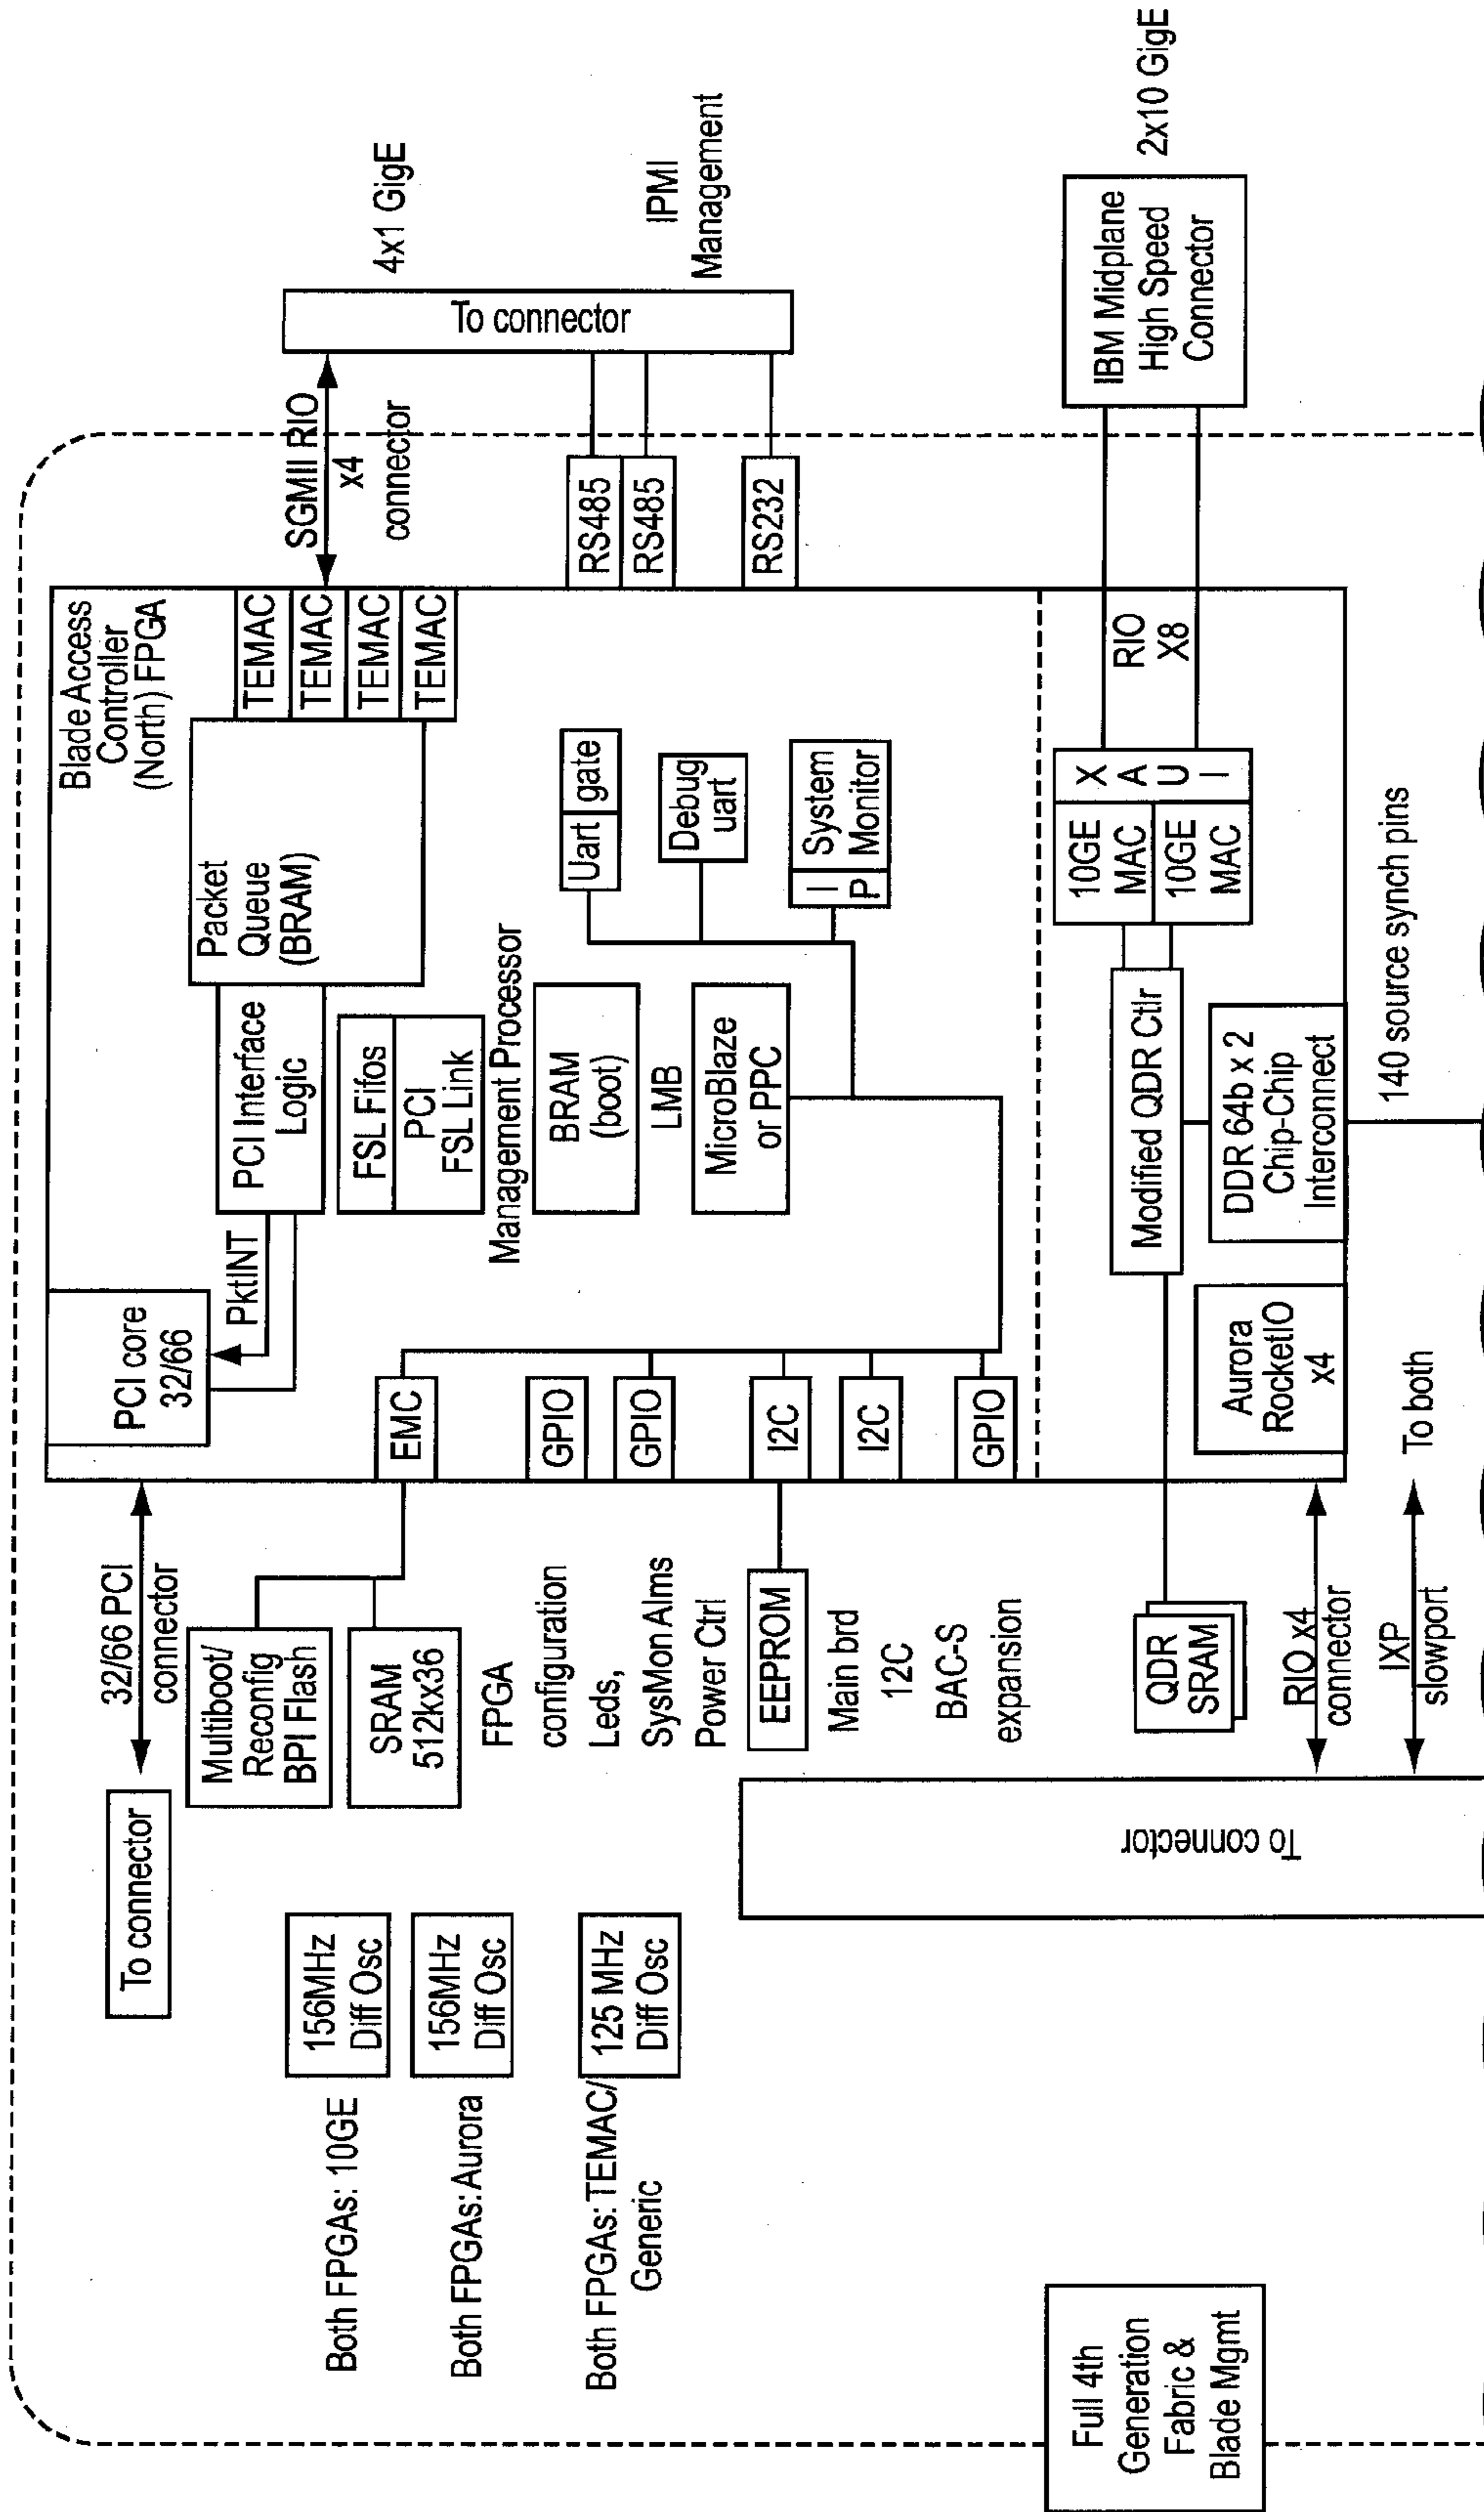 Blade Access
Controller
(North) FPGA
PCI core
32/66
PktINT
PCI Interface
Logic
Packet
Queue
(BRAM)
TEMAC
TEMAC
TEMAC
TEMAC
SGMII RIO
x4
connector
To connector
4x1 GigE
IPMI
Management
FSL Fifos
PCI
FSL Link
Management Processor
BRAM
(boot)
LMB
MicroBlaze
or PPC
Uart
gate
Debug
uart
I
P
System
Monitor
RS485
RS485
RS232
EMC
GPIO
GPIO
I2C
I2C
GPIO
To connector
32/66 PCI
connector
Multiboot/
Reconfig
BPI Flash
SRAM
512kx36
FPGA
configuration
Leds,
SysMon Alms
Power Ctrl
EEPROM
Main brd
12C
BAC-S
expansion
156MHz
Diff Osc
Both FPGAs: 10GE
156MHz
Diff Osc
Both FPGAs: Aurora
125 MHz
Diff Osc
Both FPGAs: TEMAC/
Generic
QDR
SRAM
Modified QDR Ctlr
10GE
MAC
10GE
MAC
X
A
U
I
RIO
X8
IBM Midplane
High Speed
Connector
2x10 GigE
Aurora
RocketIO
x4
DDR 64b x 2
Chip-Chip
Interconnect
140 source synch pins
RIO x4
connector
IXP
slowport
To both
To connector
Full 4th
Generation
Fabric &
Blade Mgmt